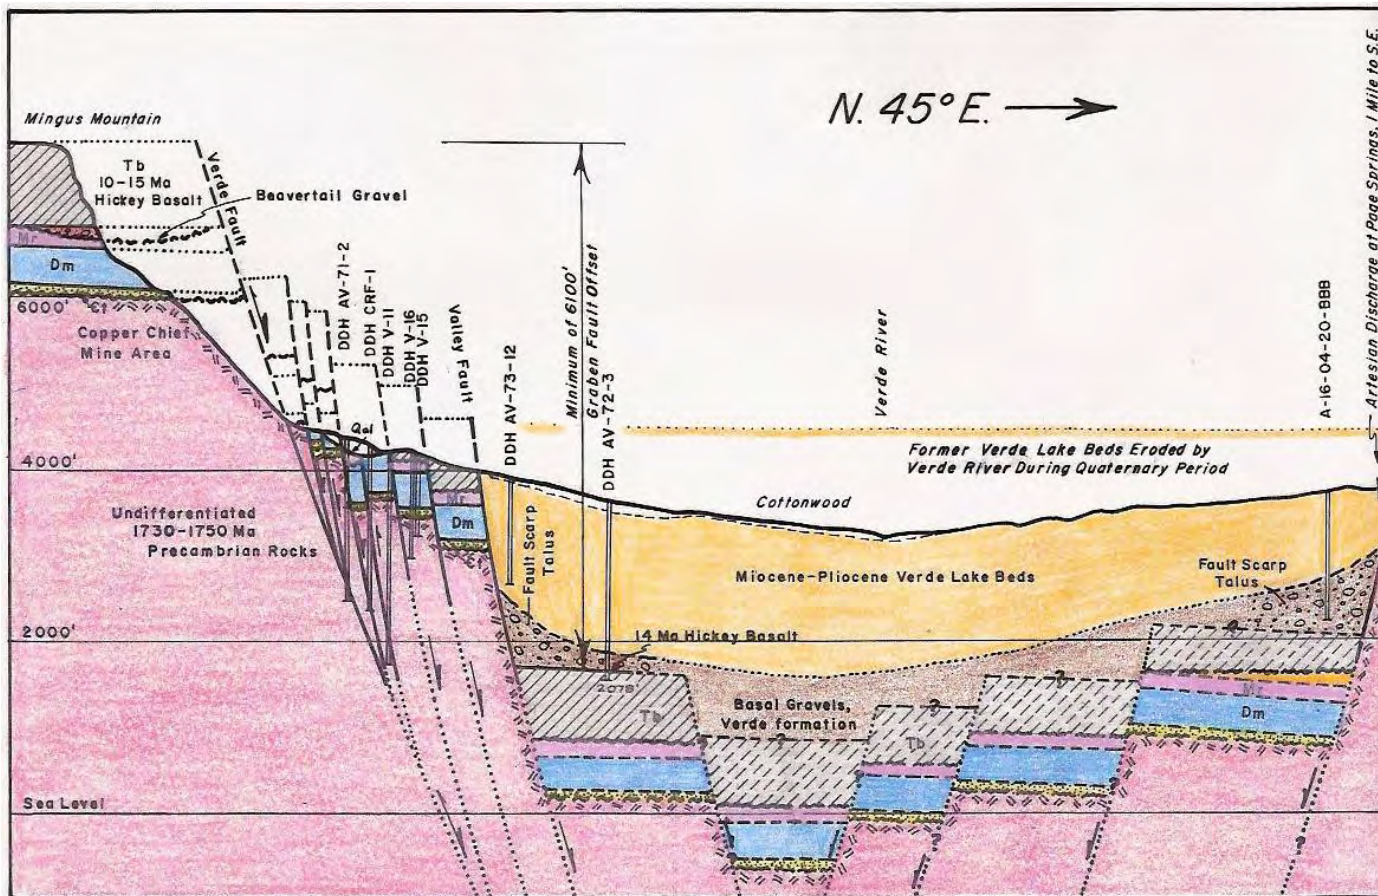 N. 45° E.
Mingus Mountain
Tb
10-15 Ma
Hickey Basalt
Verde Fault
Beavertail Gravel
Mr
Dm
6000'
Єt
Copper Chief
Mine Area
DDH AV-71-2
DDH CRF-1
DDH V-11
DDH V-16
DDH V-15
Valley Fault
DDH AV-73-12
Minimum of 6100'
Graben Fault Offset
DDH AV-72-3
Verde River
A-16-04-20-BBB
Artesian Discharge at Page Springs, 1 Mile to S.E.
Qal
Former Verde Lake Beds Eroded by
Verde River During Quaternary Period
4000'
Cottonwood
Undifferentiated
1730-1750 Ma
Precambrian Rocks
Mr
Dm
Єt
Fault Scarp
Talus
Miocene-Pliocene Verde Lake Beds
Fault Scarp
Talus
2000'
14 Ma Hickey Basalt
2078
Tb
Basal Gravels,
Verde formation
?
?
?
?
Tb
Mr
Dm
Sea Level